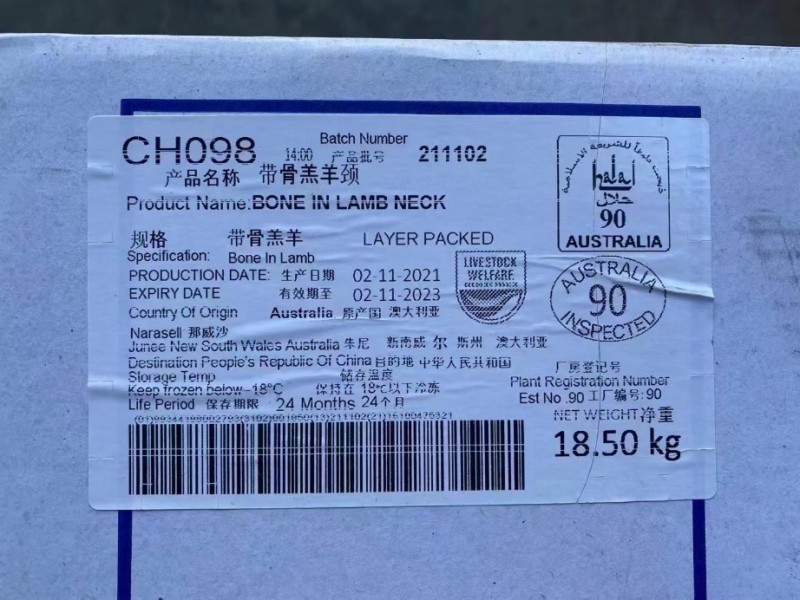 CH098 14:00 Batch Number 产品批号 211102
产品名称 带骨羔羊颈
Product Name:BONE IN LAMB NECK
halal
حلال
90
AUSTRALIA
规格 带骨羔羊 LAYER PACKED
Specification: Bone In Lamb
LIVESTOCK
WELFARE
PRODUCTION DATE: 生产日期 02-11-2021
EXPIRY DATE 有效期至 02-11-2023
AUSTRALIA
90
INSPECTED
Country Of Origin Australia 原产国 澳大利亚
Narasell 那威沙
Junee New South Wales Australia 朱尼 新南威 尔 斯州 澳大利亚
Destination People's Republic Of China 目的地 中华人民共和国
Storage Temp 储存温度
Keep frozen below -18°C 保持在 18℃以下冷冻
Life Period 保存期限 24 Months 24个月
厂房登记号
Plant Registration Number
Est No .90 工厂编号: 90
NET WEIGHT 净重
18.50 kg